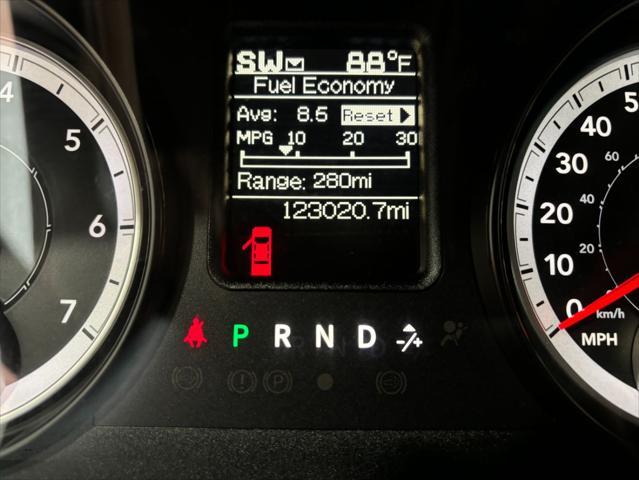 SW 88°F
Fuel Economy
Avg: 8.5 Reset
MPG 10 20 30
Range: 280mi
123020.7mi
4
5
6
7
P R N D -/+
50
40
30
20
10
0
60
40
20
km/h
MPH